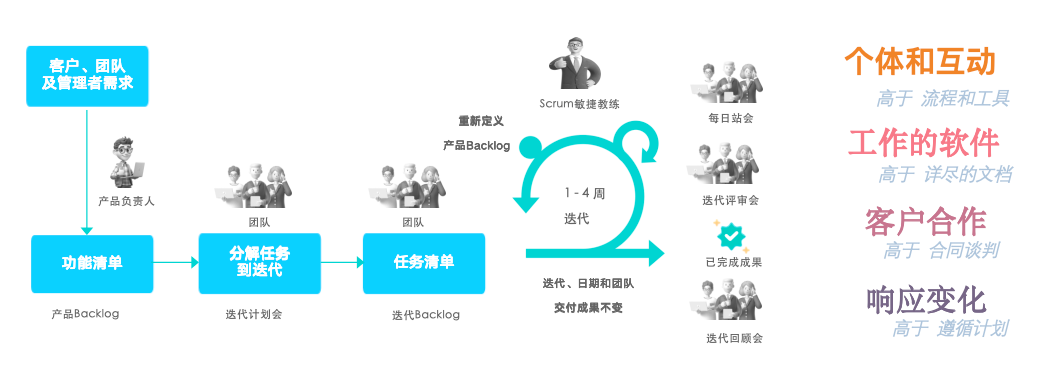 客户、团队
及管理者需求
产品负责人
功能清单
产品Backlog
团队
分解任务
到迭代
迭代计划会
团队
任务清单
迭代Backlog
Scrum敏捷教练
重新定义
产品Backlog
1 - 4 周
迭代
迭代、日期和团队
交付成果不变
每日站会
迭代评审会
已完成成果
迭代回顾会
个体和互动
高于 流程和工具
工作的软件
高于 详尽的文档
客户合作
高于 合同谈判
响应变化
高于 遵循计划